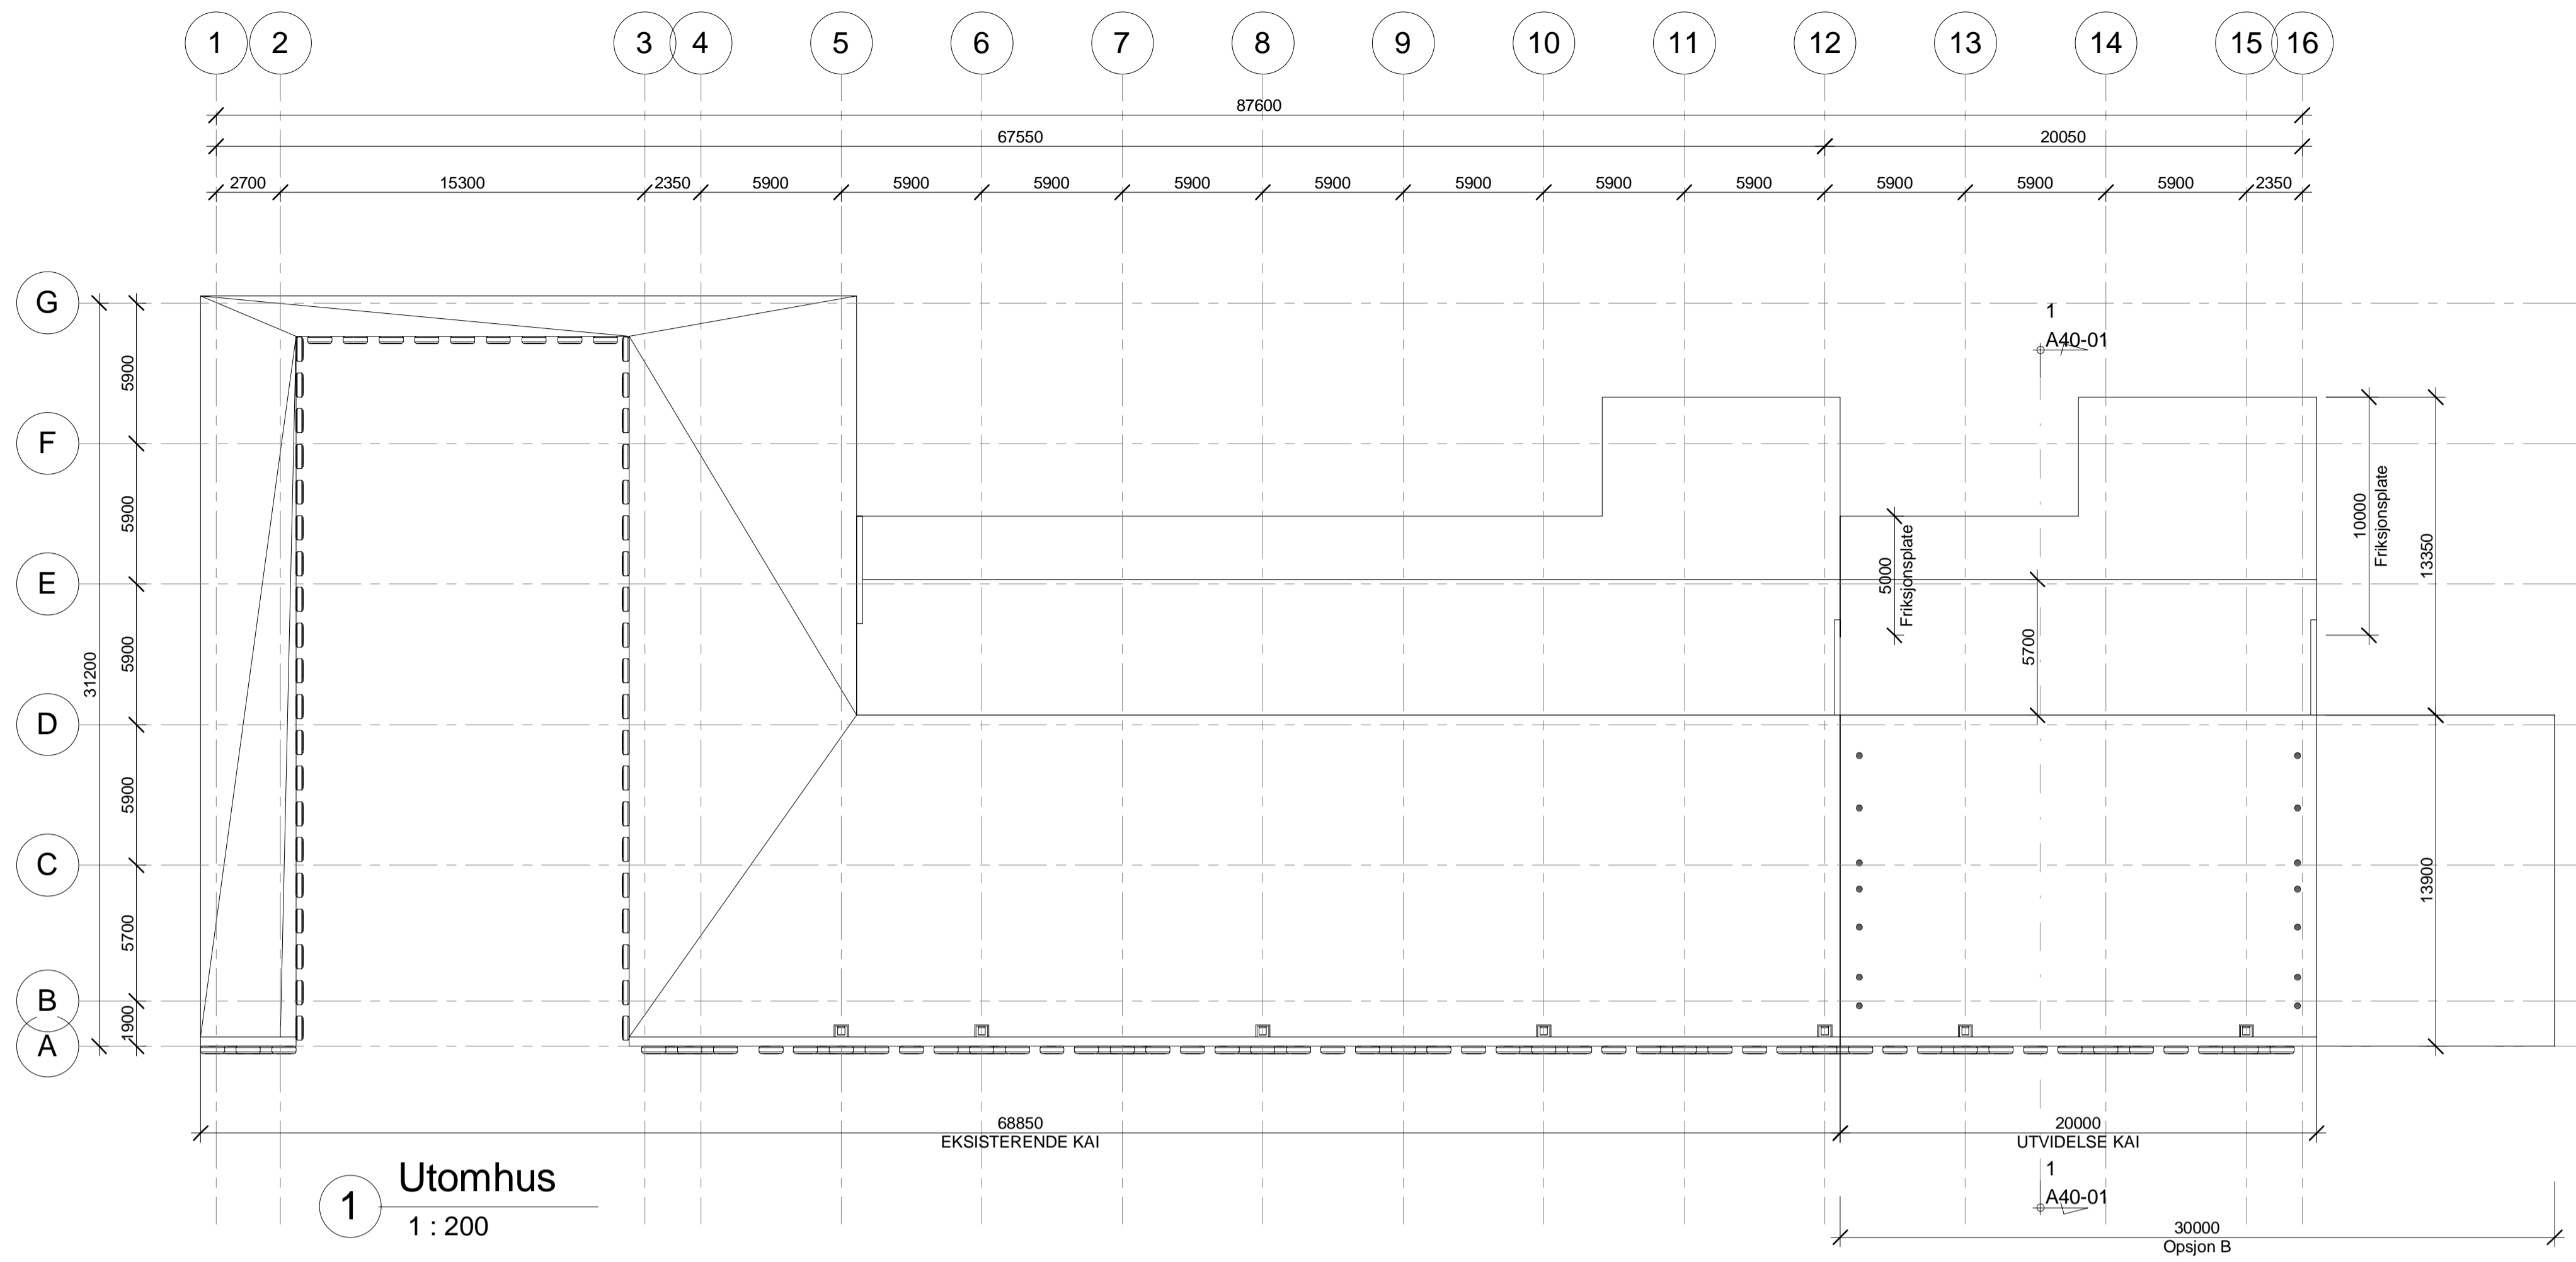 1 2 3 4 5 6 7 8 9 10 11 12 13 14 15 16
87600
67550 20050
2700 15300 2350 5900 5900 5900 5900 5900 5900 5900 5900 5900 5900 5900 2350
G
F
E
D
C
B
A
31200
5900
5900
5900
5900
5700
1900
1
A40-01
5000
Friksjonsplate
5700
10000
Friksjonsplate
13350
13900
68850
EKSISTERENDE KAI
20000
UTVIDELSE KAI
1
A40-01
30000
Opsjon B
1
Utomhus
1 : 200